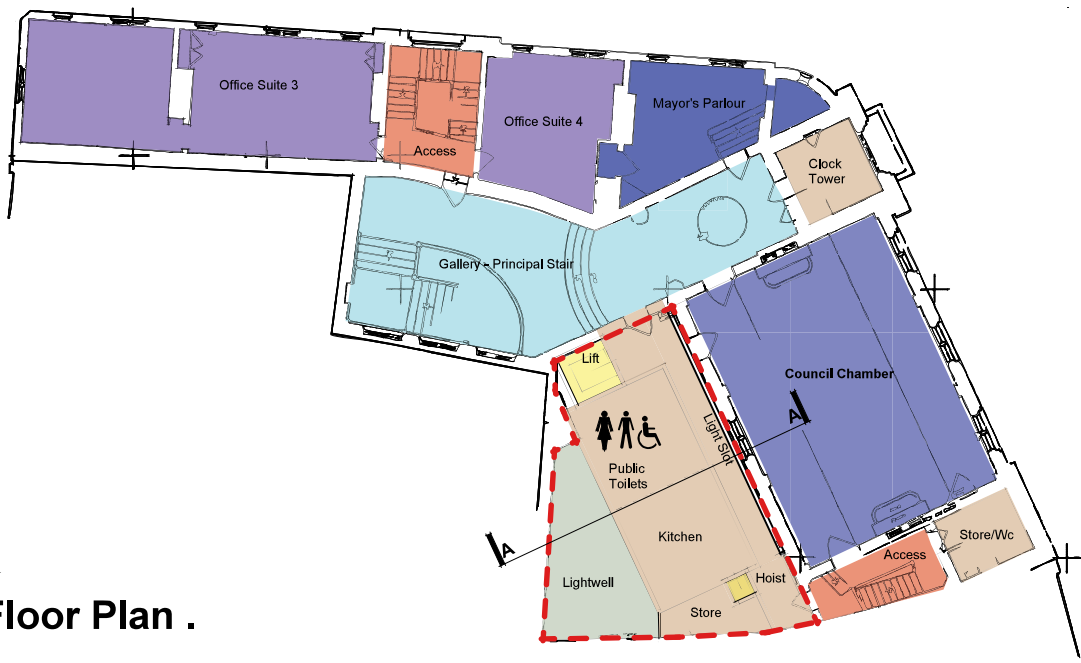 Office Suite 3
Access
Office Suite 4
Mayor's Parlour
Clock
Tower
Gallery - Principal Stair
Lift
Council Chamber
A
Light Slot
Public
Toilets
A
Kitchen
Hoist
Lightwell
Store
Access
Store/Wc
Floor Plan .